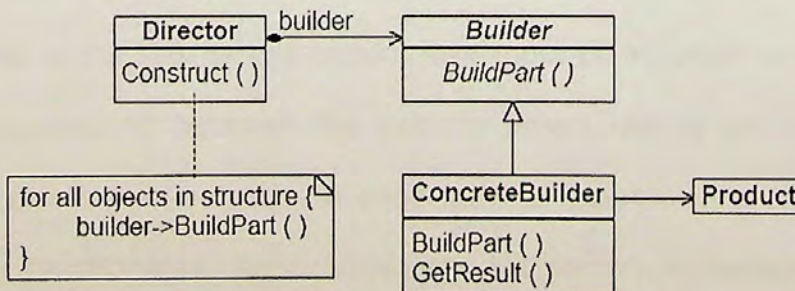 Director
Construct ( )
builder
Builder
BuildPart ( )
for all objects in structure {
builder->BuildPart ( )
}
ConcreteBuilder
BuildPart ( )
GetResult ( )
Product